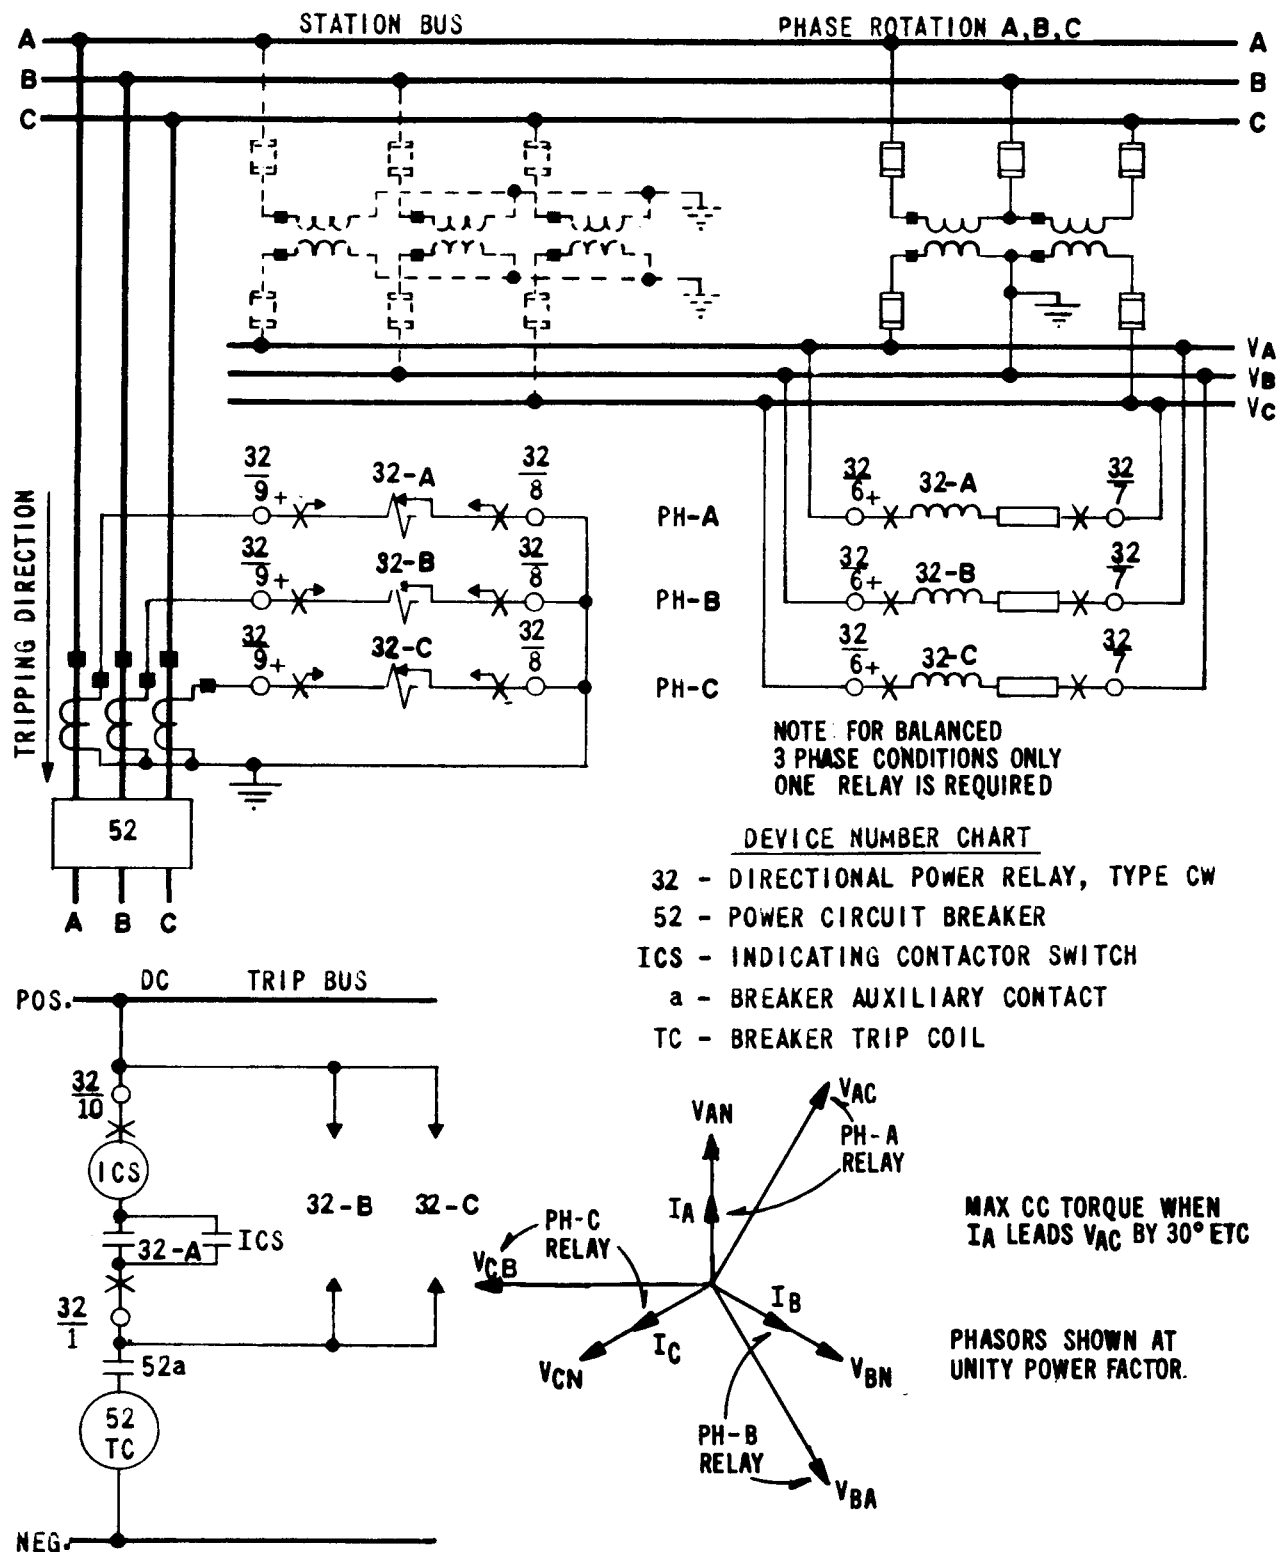 STATION BUS
PHASE ROTATION A,B,C
A
A
B
B
C
C
VA
VB
VC
TRIPPING DIRECTION
32
9
+
32-A
32
8
PH-A
32
6
+
32-A
32
7
32
9
+
32-B
32
8
PH-B
32
6
+
32-B
32
7
32
9
+
32-C
32
8
PH-C
32
6
+
32-C
32
7
NOTE: FOR BALANCED
3 PHASE CONDITIONS ONLY
ONE RELAY IS REQUIRED
52
A B C
DEVICE NUMBER CHART
32 - DIRECTIONAL POWER RELAY, TYPE CW
52 - POWER CIRCUIT BREAKER
ICS - INDICATING CONTACTOR SWITCH
a - BREAKER AUXILIARY CONTACT
TC - BREAKER TRIP COIL
DC TRIP BUS
POS.
32
10
ICS
32-A
ICS
32-B
32-C
32
1
52a
52
TC
NEG.
VAN
VAC
PH-A
RELAY
IA
PH-C
RELAY
VCB
IB
IC
VCN
VBN
PH-B
RELAY
VBA
MAX CC TORQUE WHEN
IA LEADS VAC BY 30° ETC
PHASORS SHOWN AT
UNITY POWER FACTOR.